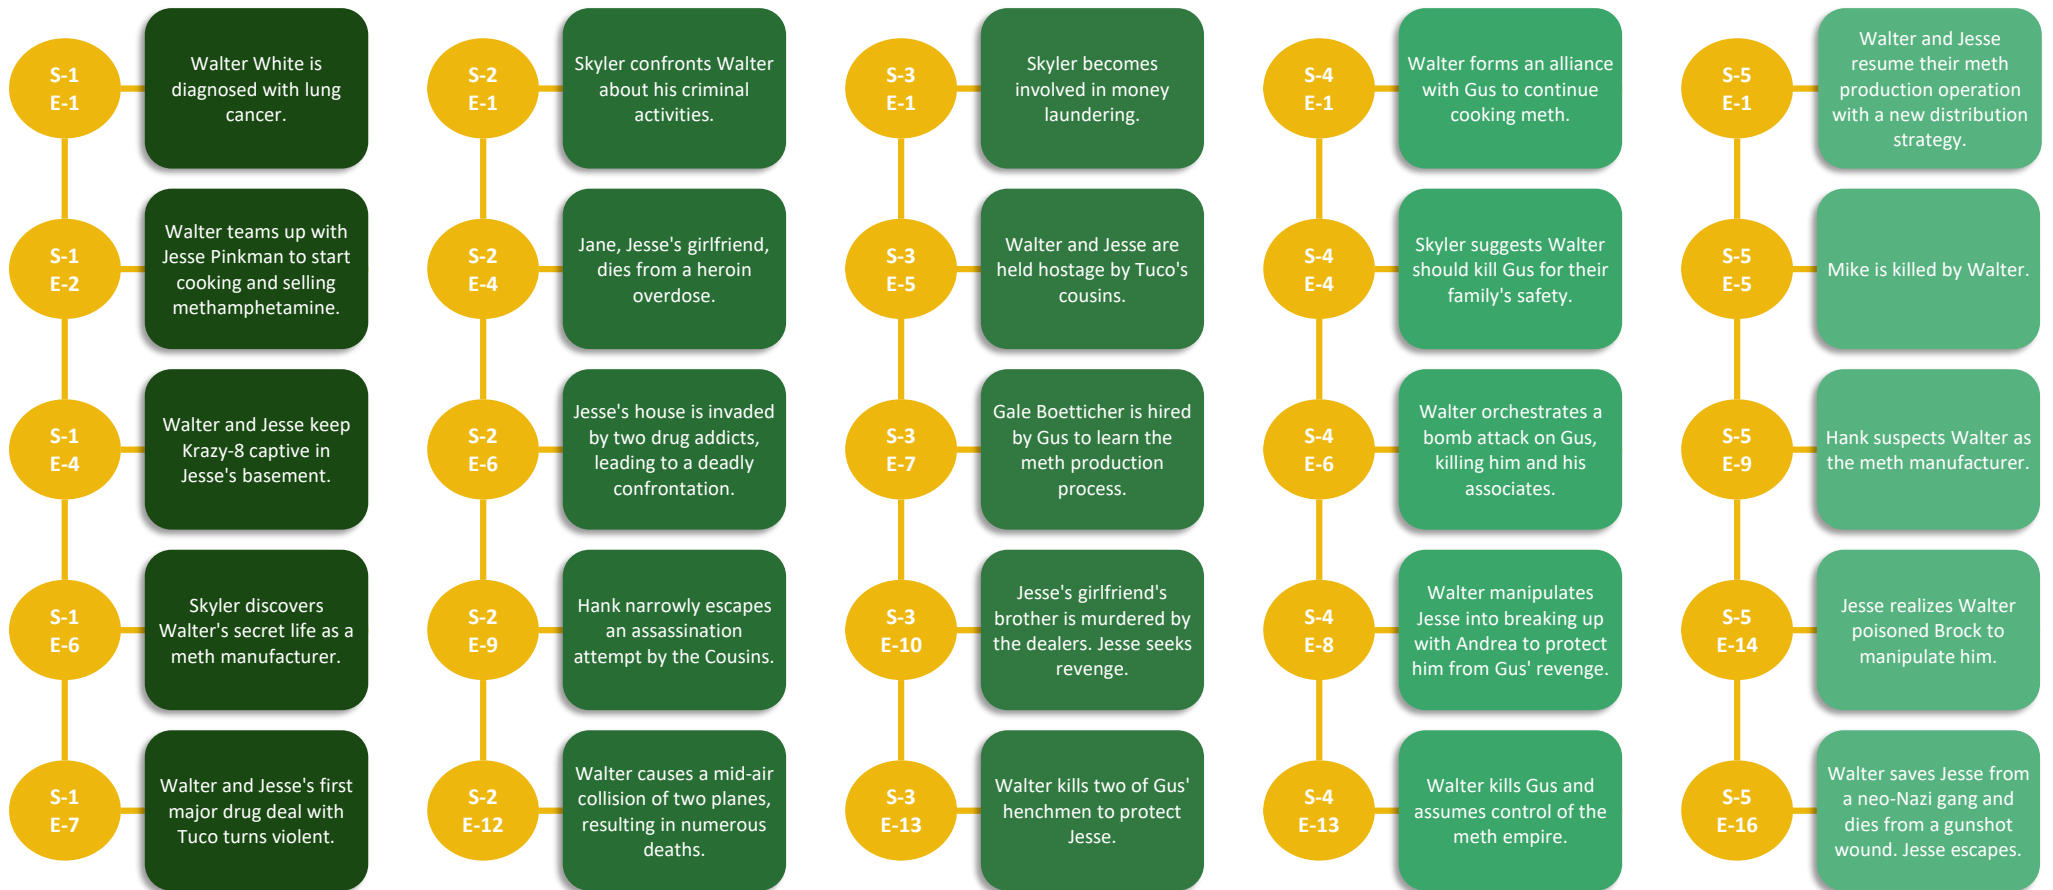 S-1
E-1
Walter White is
diagnosed with lung
cancer.
S-1
E-2
Walter teams up with
Jesse Pinkman to start
cooking and selling
methamphetamine.
S-1
E-4
Walter and Jesse keep
Krazy-8 captive in
Jesse's basement.
S-1
E-6
Skyler discovers
Walter's secret life as a
meth manufacturer.
S-1
E-7
Walter and Jesse's first
major drug deal with
Tuco turns violent.
S-2
E-1
Skyler confronts Walter
about his criminal
activities.
S-2
E-4
Jane, Jesse's girlfriend,
dies from a heroin
overdose.
S-2
E-6
Jesse's house is invaded
by two drug addicts,
leading to a deadly
confrontation.
S-2
E-9
Hank narrowly escapes
an assassination
attempt by the Cousins.
S-2
E-12
Walter causes a mid-air
collision of two planes,
resulting in numerous
deaths.
S-3
E-1
Skyler becomes
involved in money
laundering.
S-3
E-5
Walter and Jesse are
held hostage by Tuco's
cousins.
S-3
E-7
Gale Boetticher is hired
by Gus to learn the
meth production
process.
S-3
E-10
Jesse's girlfriend's
brother is murdered by
the dealers. Jesse seeks
revenge.
S-3
E-13
Walter kills two of Gus'
henchmen to protect
Jesse.
S-4
E-1
Walter forms an alliance
with Gus to continue
cooking meth.
S-4
E-4
Skyler suggests Walter
should kill Gus for their
family's safety.
S-4
E-6
Walter orchestrates a
bomb attack on Gus,
killing him and his
associates.
S-4
E-8
Walter manipulates
Jesse into breaking up
with Andrea to protect
him from Gus' revenge.
S-4
E-13
Walter kills Gus and
assumes control of the
meth empire.
S-5
E-1
Walter and Jesse
resume their meth
production operation
with a new distribution
strategy.
S-5
E-5
Mike is killed by Walter.
S-5
E-9
Hank suspects Walter as
the meth manufacturer.
S-5
E-14
Jesse realizes Walter
poisoned Brock to
manipulate him.
S-5
E-16
Walter saves Jesse from
a neo-Nazi gang and
dies from a gunshot
wound. Jesse escapes.